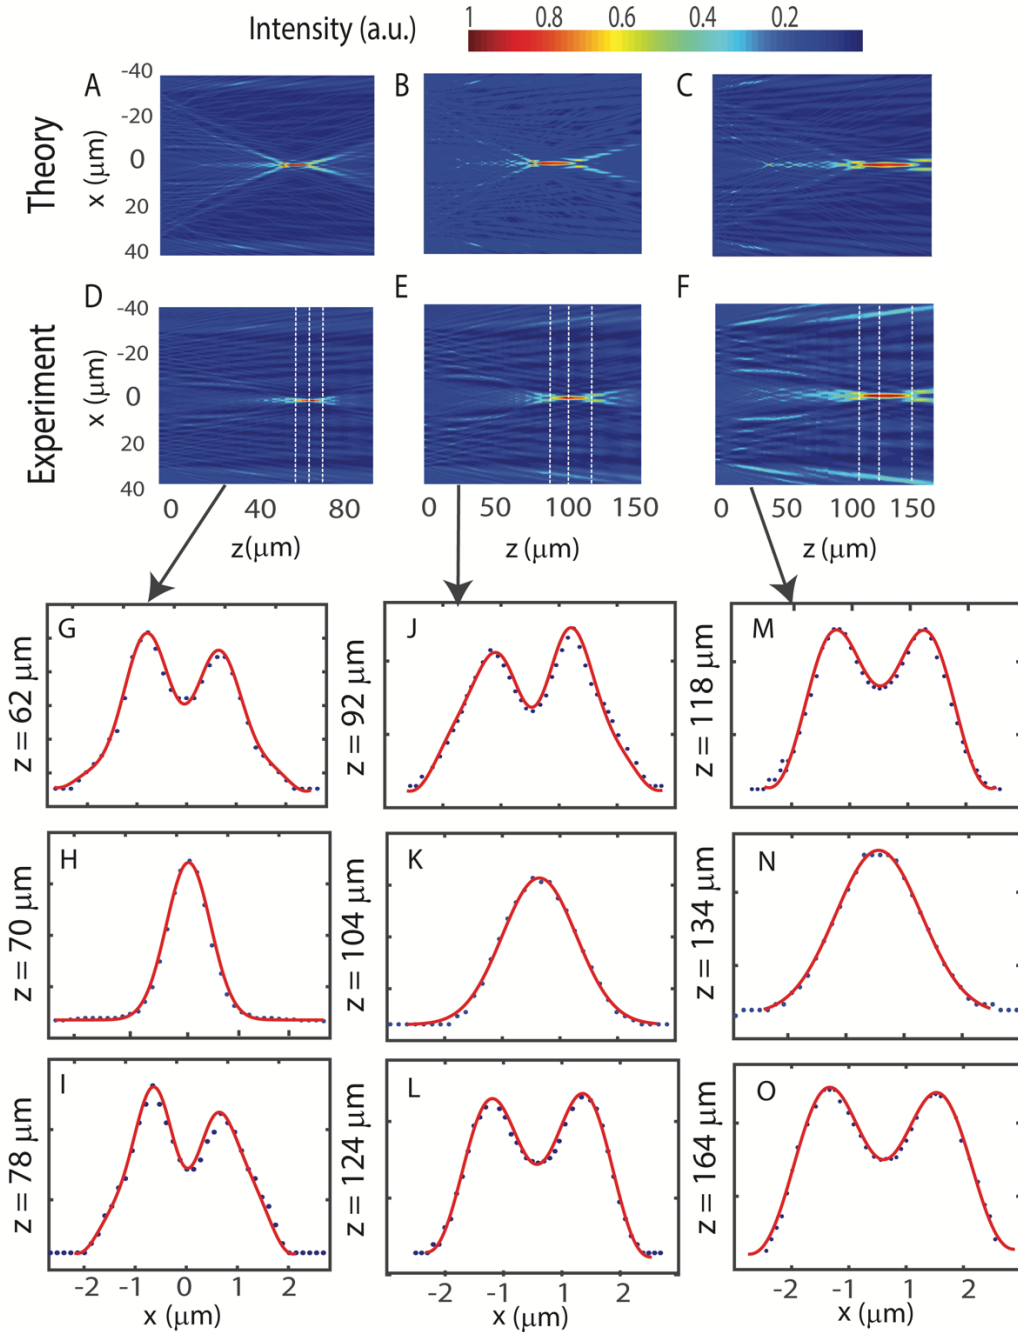 Intensity (a.u.)
1 0.8 0.6 0.4 0.2
A B C
Theory
x (μm)
-40
-20
0
20
40
D E F
Experiment
x (μm)
-40
-20
0
20
40
0 40 80
z(μm)
0 50 100 150
z (μm)
0 50 100 150
z (μm)
G J M
z = 62 μm
z = 92 μm
z = 118 μm
H K N
z = 70 μm
z = 104 μm
z = 134 μm
I L O
z = 78 μm
z = 124 μm
z = 164 μm
-2 -1 0 1 2
x (μm)
-2 -1 1 2
x (μm)
-2 -1 1 2
x (μm)